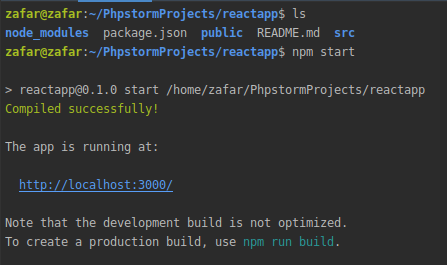 zafar@zafar:~/PhpstormProjects/reactapp$ ls
node_modules  package.json  public  README.md  src
zafar@zafar:~/PhpstormProjects/reactapp$ npm start
> reactapp@0.1.0 start /home/zafar/PhpstormProjects/reactapp
Compiled successfully!
The app is running at:
http://localhost:3000/
Note that the development build is not optimized.
To create a production build, use npm run build.